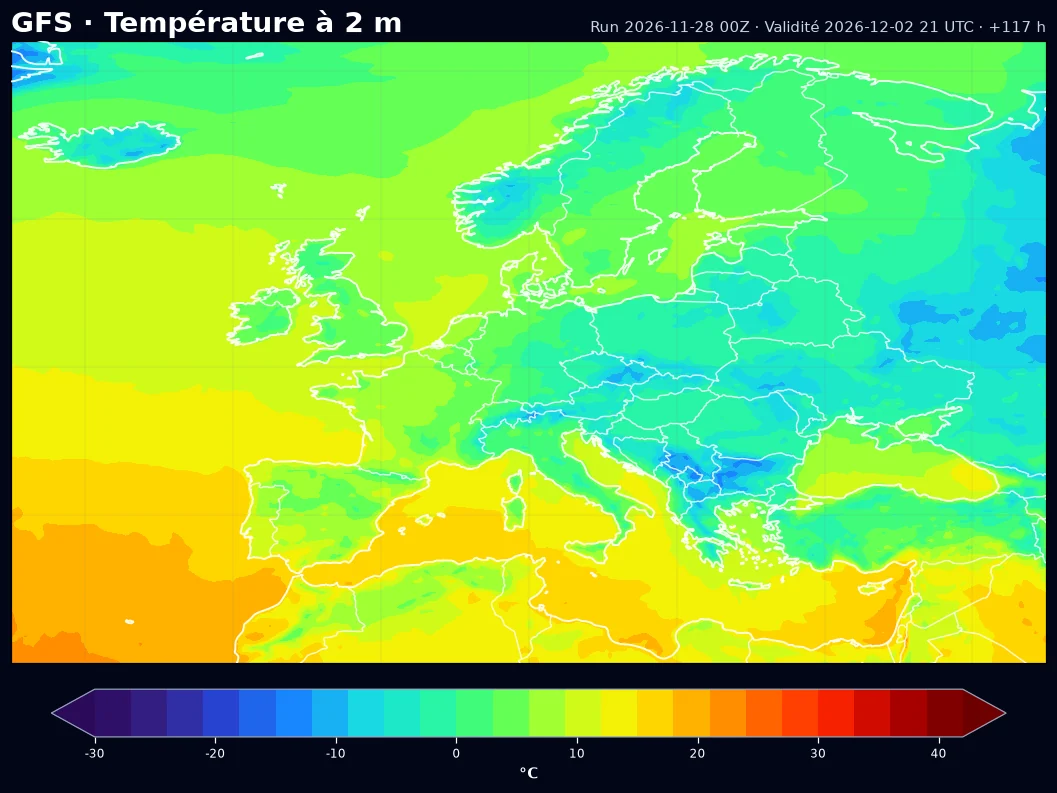 GFS · Température à 2 m
Run 2026-11-28 00Z · Validité 2026-12-02 21 UTC · +117 h
-30 -20 -10 0 10 20 30 40
°C